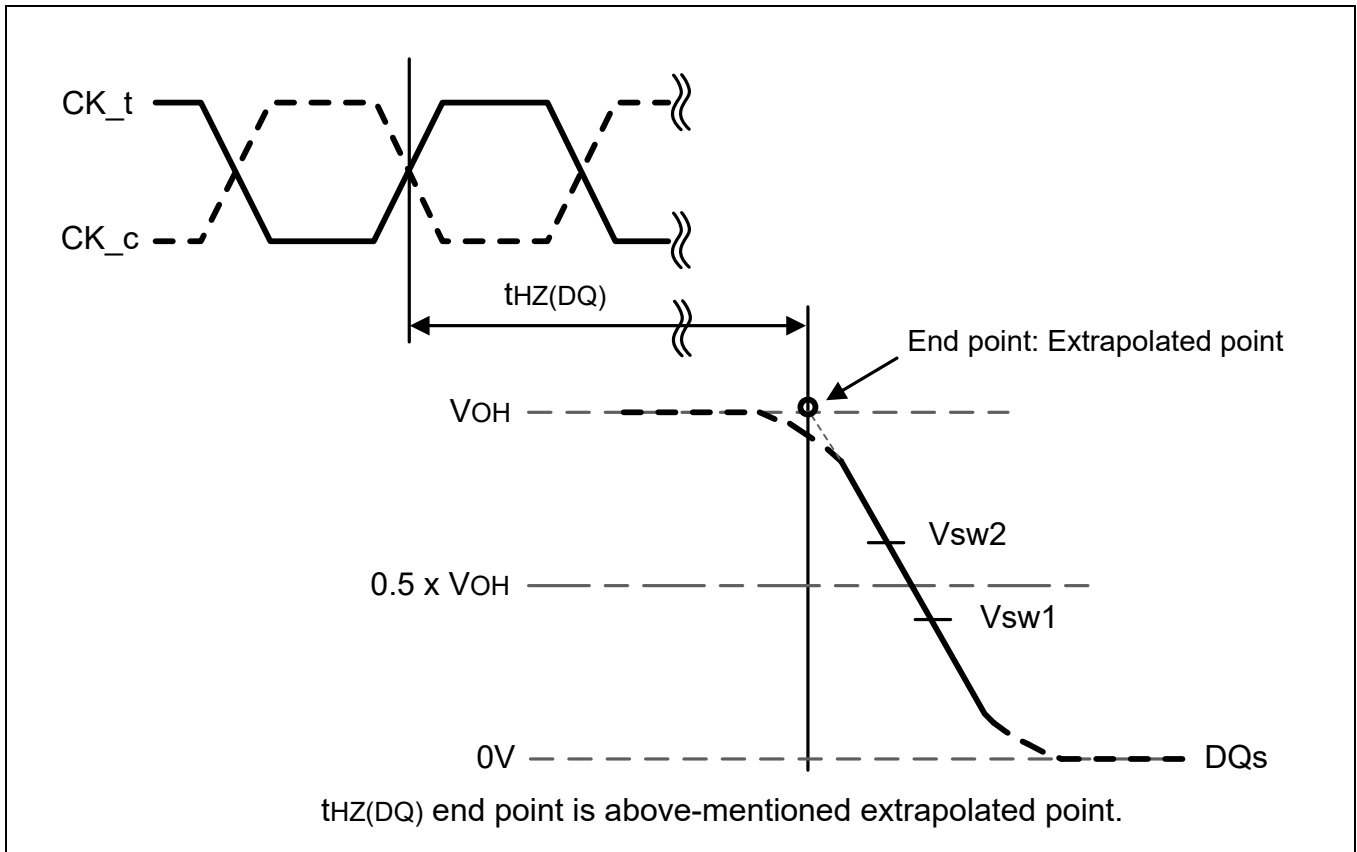 CK_t
CK_c
tHZ(DQ)
End point: Extrapolated point
VOH
Vsw2
0.5 x VOH
Vsw1
0V
DQs
tHZ(DQ) end point is above-mentioned extrapolated point.